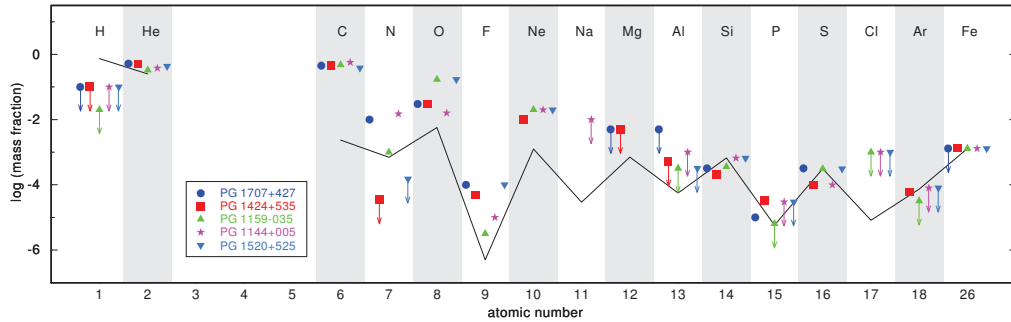 H He C N O F Ne Na Mg Al Si P S Cl Ar Fe
0
-2
-4
-6
log (mass fraction)
PG 1707+427
PG 1424+535
PG 1159-035
PG 1144+005
PG 1520+525
1 2 3 4 5 6 7 8 9 10 11 12 13 14 15 16 17 18 26
atomic number